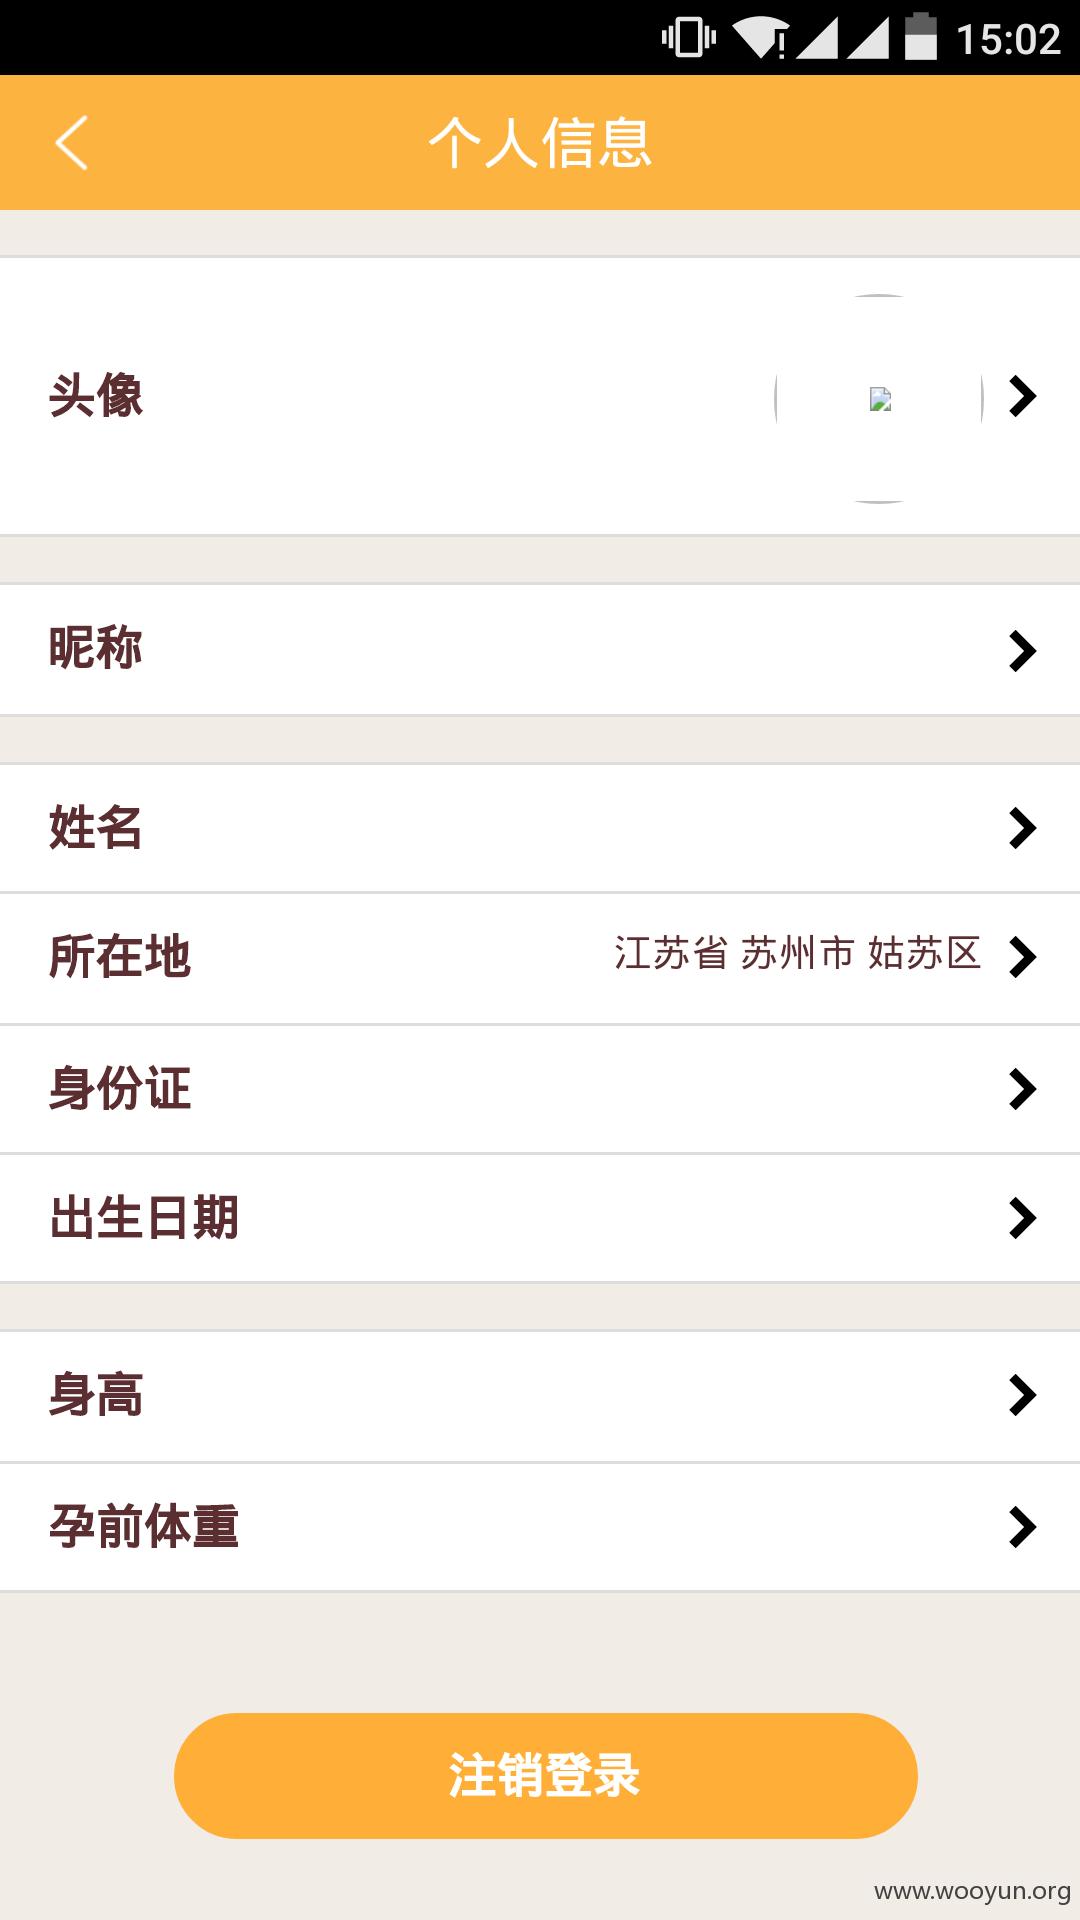 15:02
个人信息
头像
昵称
姓名
所在地 江苏省 苏州市 姑苏区
身份证
出生日期
身高
孕前体重
注销登录
www.wooyun.org